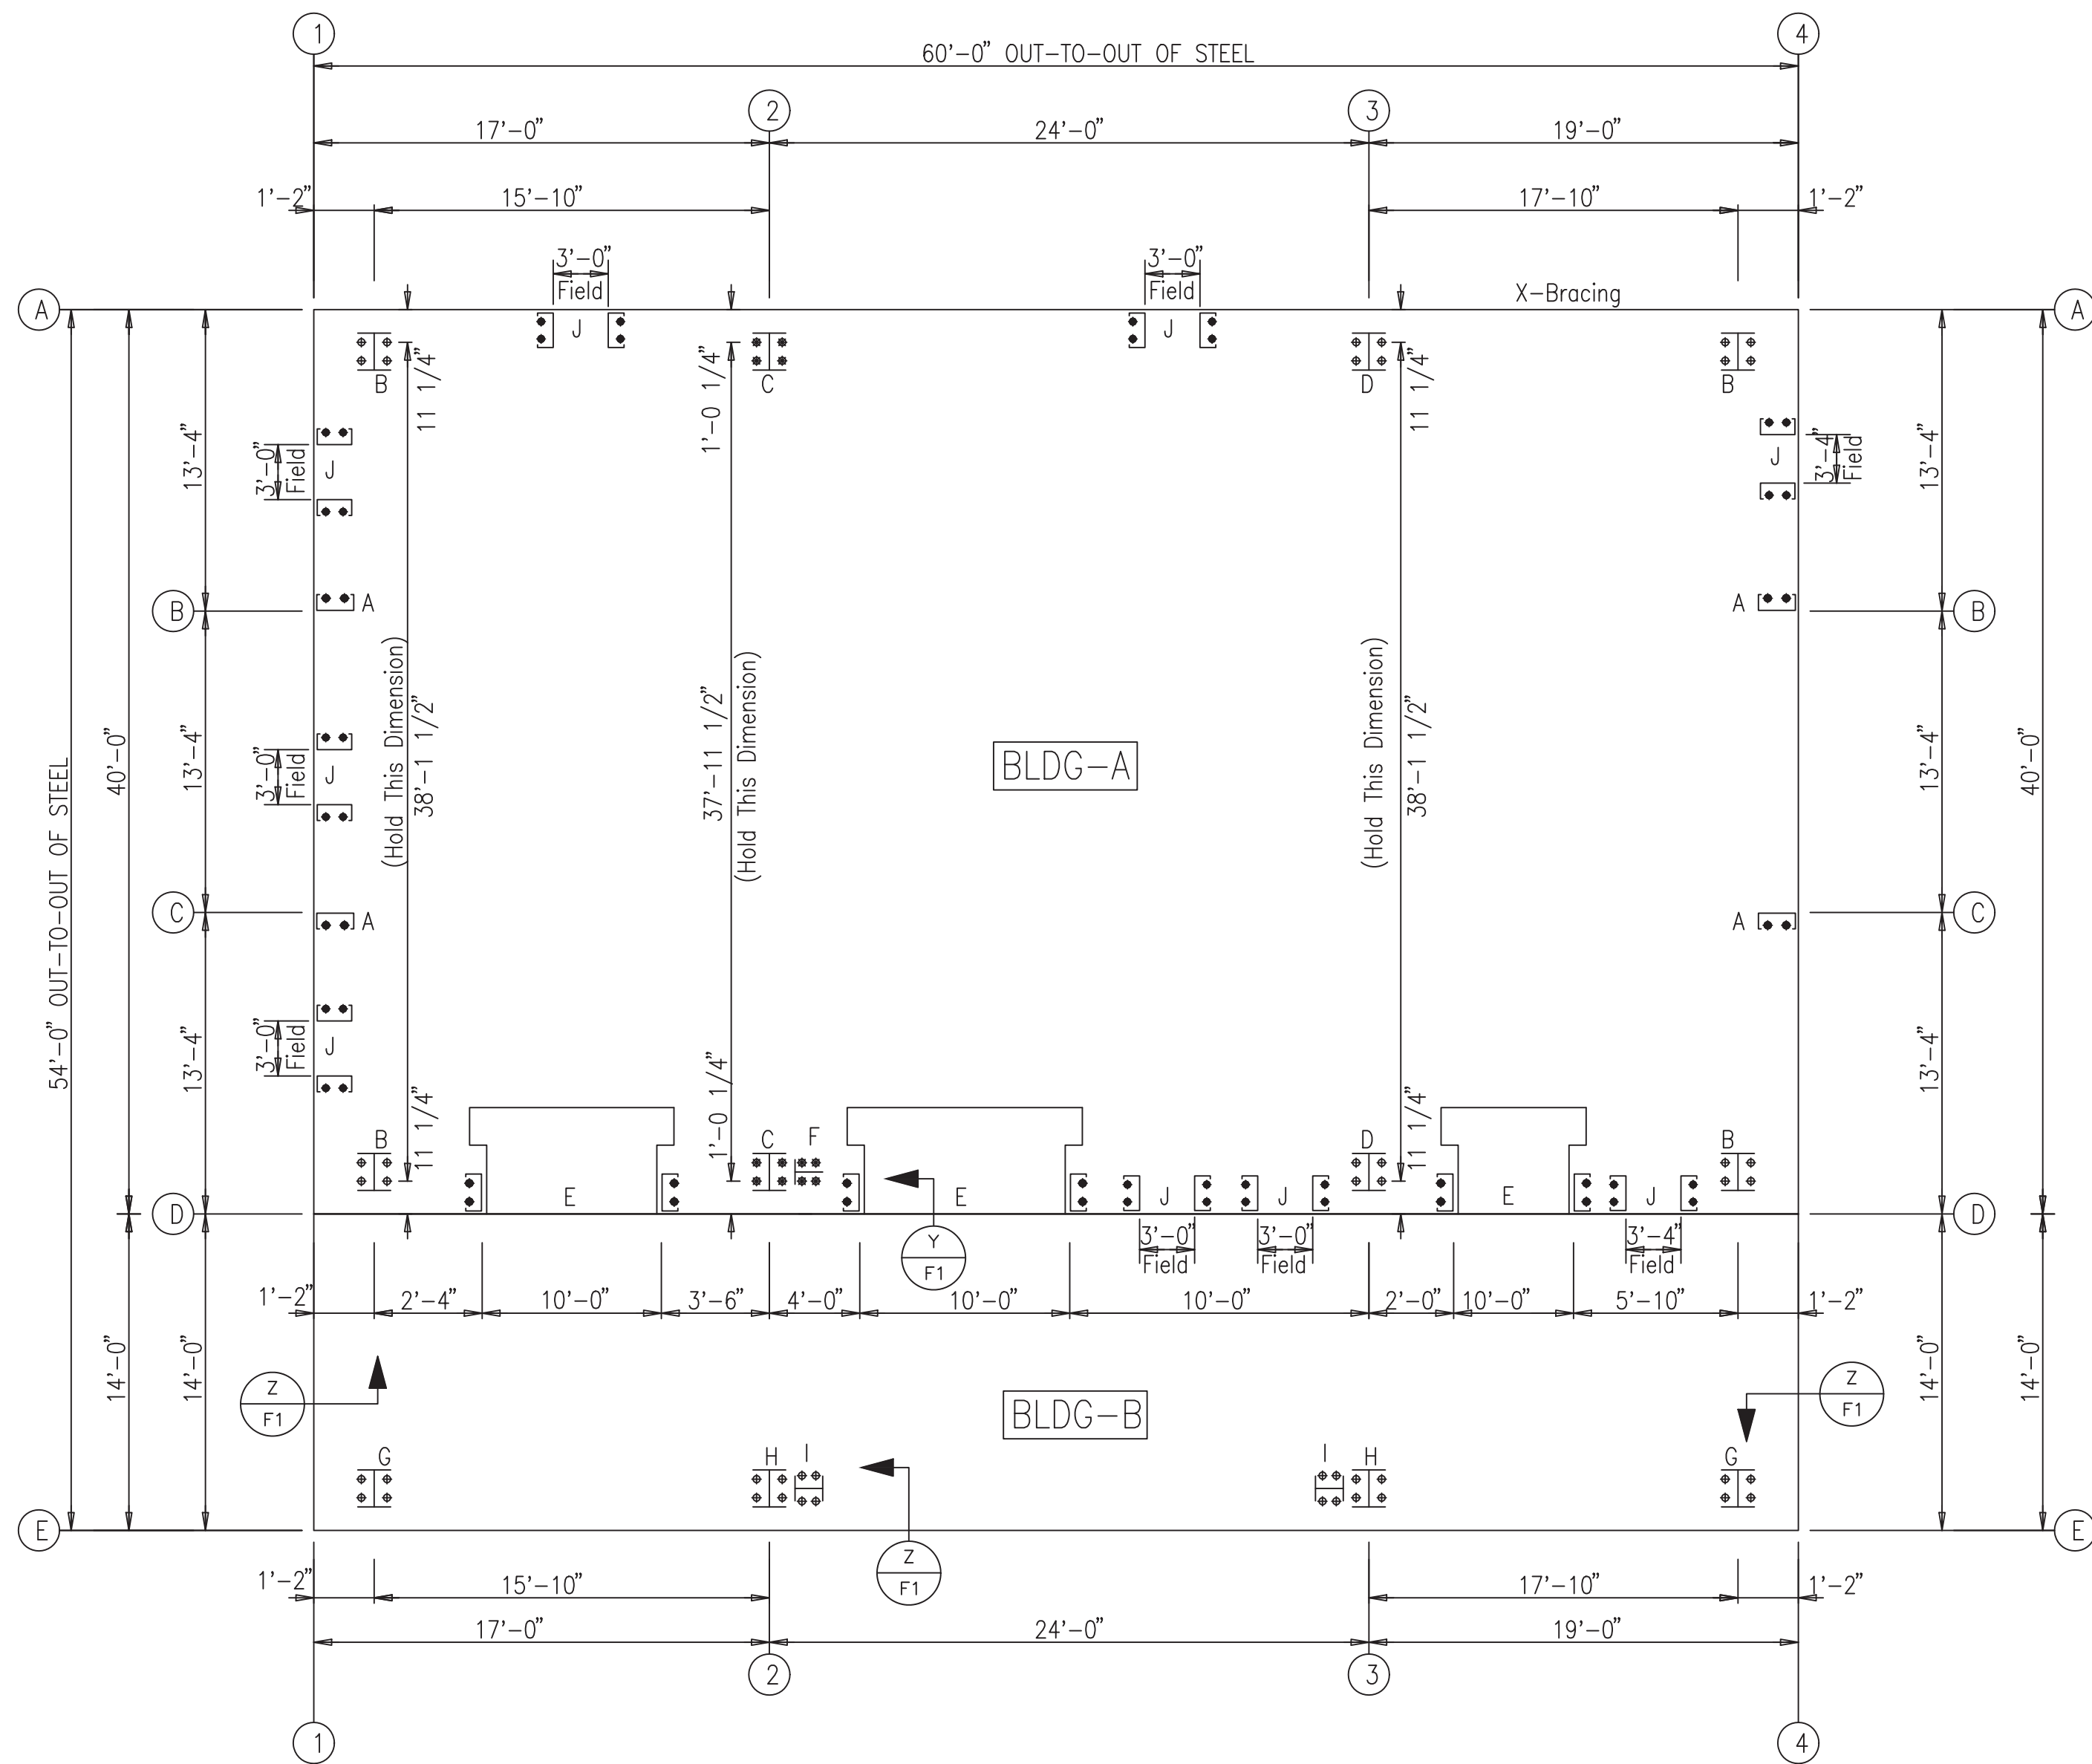 1
4
60'-0" OUT-TO-OUT OF STEEL
2
3
17'-0"
24'-0"
19'-0"
1'-2"
15'-10"
17'-10"
1'-2"
3'-0"
Field
3'-0"
Field
X-Bracing
A
A
J
J
B
C
D
B
11 1/4"
1'-0 1/4"
11 1/4"
13'-4"
3'-0"
Field
J
J
3'-4"
Field
13'-4"
B
A
A
B
(Hold This Dimension)
38'-1 1/2"
37'-11 1/2"
(Hold This Dimension)
(Hold This Dimension)
38'-1 1/2"
54'-0" OUT-TO-OUT OF STEEL
40'-0"
13'-4"
3'-0"
Field
J
BLDG-A
13'-4"
40'-0"
C
A
A
C
13'-4"
3'-0"
Field
J
13'-4"
11 1/4"
1'-0 1/4"
11 1/4"
B
C
F
D
B
E
E
J
J
E
J
D
D
Y
F1
3'-0"
Field
3'-0"
Field
3'-4"
Field
1'-2"
2'-4"
10'-0"
3'-6"
4'-0"
10'-0"
10'-0"
2'-0"
10'-0"
5'-10"
1'-2"
14'-0"
14'-0"
14'-0"
14'-0"
Z
F1
Z
F1
BLDG-B
G
H
I
I
H
G
E
E
Z
F1
1'-2"
15'-10"
17'-10"
1'-2"
17'-0"
24'-0"
19'-0"
2
3
1
4